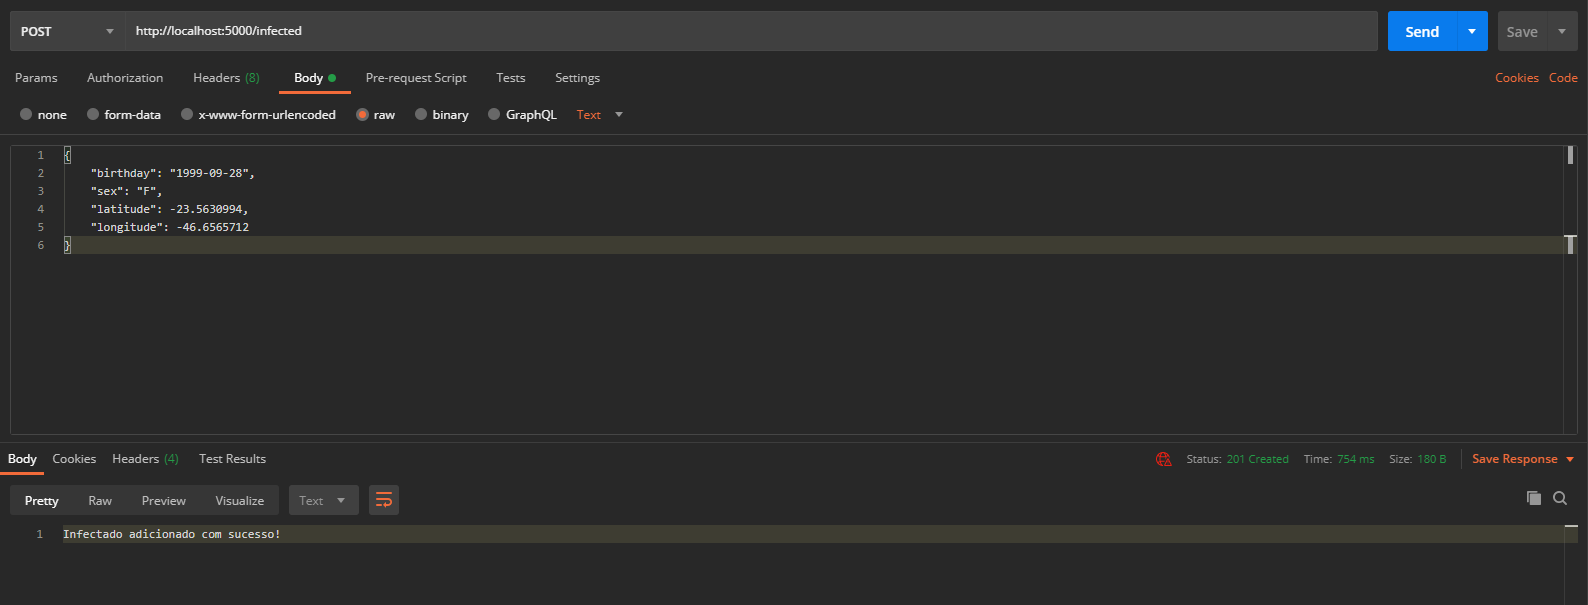 POST http://localhost:5000/infected Send Save
Params Authorization Headers (8) Body Pre-request Script Tests Settings Cookies Code
none form-data x-www-form-urlencoded raw binary GraphQL Text
1 {
2 "birthday": "1999-09-28",
3 "sex": "F",
4 "latitude": -23.5630994,
5 "longitude": -46.6565712
6 }
Body Cookies Headers (4) Test Results Status: 201 Created Time: 754 ms Size: 180 B Save Response
Pretty Raw Preview Visualize Text
1 Infectado adicionado com sucesso!